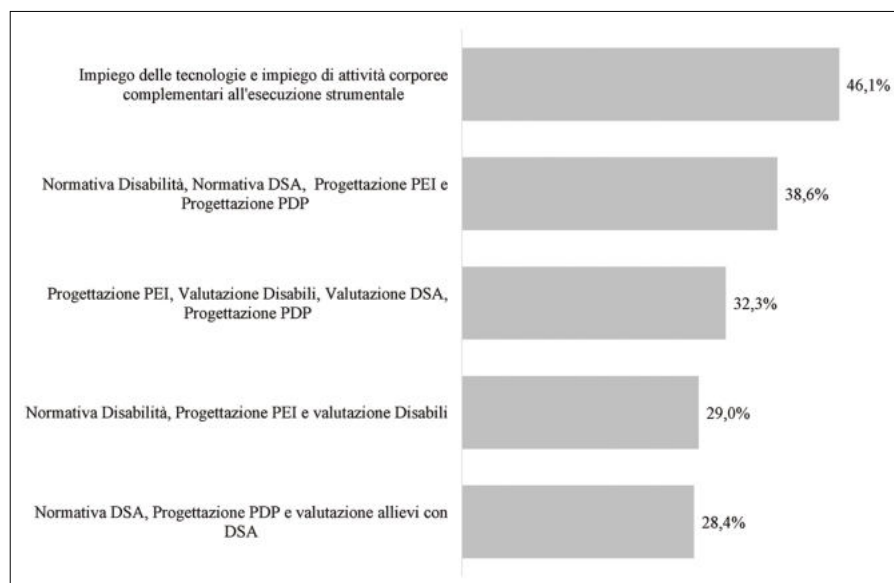 Impiego delle tecnologie e impiego di attività corporee
complementari all'esecuzione strumentale
46,1%
Normativa Disabilità, Normativa DSA, Progettazione PEI e
Progettazione PDP
38,6%
Progettazione PEI, Valutazione Disabili, Valutazione DSA,
Progettazione PDP
32,3%
Normativa Disabilità, Progettazione PEI e valutazione Disabili
29,0%
Normativa DSA, Progettazione PDP e valutazione allievi con
DSA
28,4%